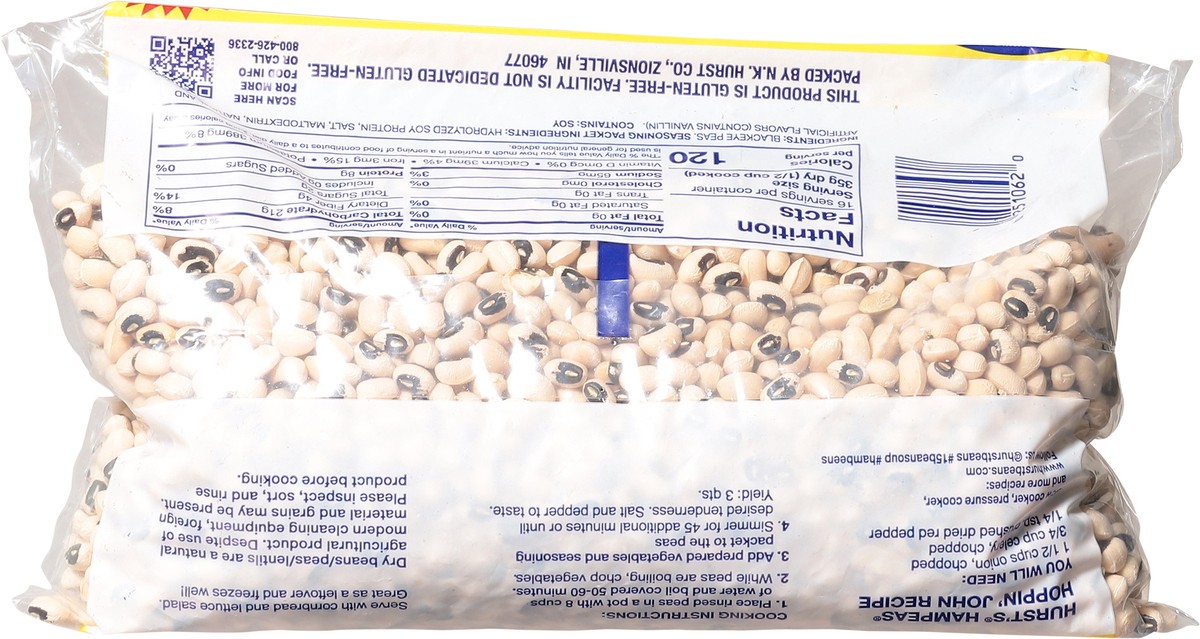 HURST'S® HAMPEAS®
HOPPIN' JOHN RECIPE
YOU WILL NEED:
1 1/2 cups onion, chopped
3/4 cup celery, chopped
1/4 tsp crushed dried red pepper
cooker, pressure cooker,
and more recipes:
www.hurstbeans.com
Follow us: @hurstbeans #15beansoup #hambeens
COOKING INSTRUCTIONS:
1. Place rinsed peas in a pot with 8 cups
of water and boil covered 50-60 minutes.
2. While peas are boiling, chop vegetables.
3. Add prepared vegetables and seasoning
packet to the peas
4. Simmer for 45 additional minutes or until
desired tenderness. Salt and pepper to taste.
Yield: 3 qts.
Serve with cornbread and lettuce salad.
Great as a leftover and freezes well!!
Dry beans/peas/lentils are a natural
agricultural product. Despite use of
modern cleaning equipment, foreign
material and grains may be present.
Please inspect, sort, and rinse
product before cooking.
Nutrition
Facts
16 servings per container
Serving size
35g dry (1/2 cup cooked)
Calories
per serving
120
Amount/serving % Daily Value*
Total Fat 0g 0%
Saturated Fat 0g 0%
Trans Fat 0g
Cholesterol 0mg 0%
Sodium 65mg 3%
Amount/serving % Daily Value*
Total Carbohydrate 21g 8%
Dietary Fiber 4g 14%
Total Sugars 2g
Includes 0g Added Sugars 0%
Protein 8g
Vitamin D 0mcg 0% • Calcium 39mg 4% • Iron 3mg 15% • 389mg 8%
*The % Daily Value tells you how much a nutrient in a serving of food contributes to a daily
used for general nutrition advice.
INGREDIENTS: BLACKEYE PEAS. SEASONING PACKET INGREDIENTS: HYDROLYZED SOY PROTEIN, SALT, MALTODEXTRIN, AND
ARTIFICIAL FLAVORS (CONTAINS VANILLIN). CONTAINS: SOY
THIS PRODUCT IS GLUTEN-FREE. FACILITY IS NOT DEDICATED GLUTEN-FREE.
PACKED BY N.K. HURST CO., ZIONSVILLE, IN 46077
SCAN HERE
FOR MORE
FOOD INFO
OR CALL
800-426-2336
51062 0